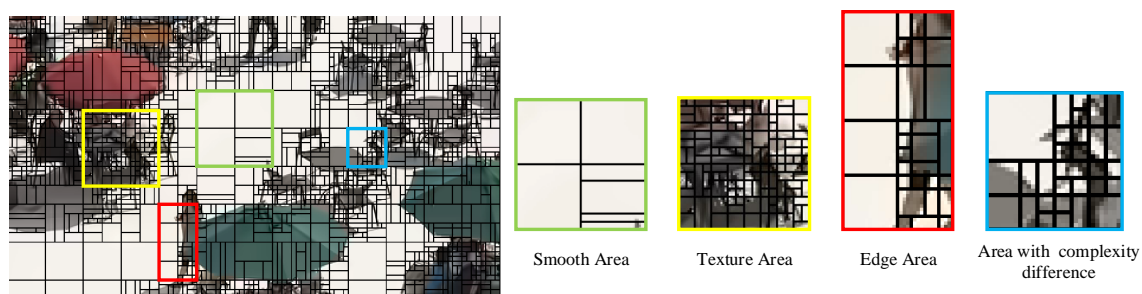 Smooth Area
Texture Area
Edge Area
Area with complexity
difference